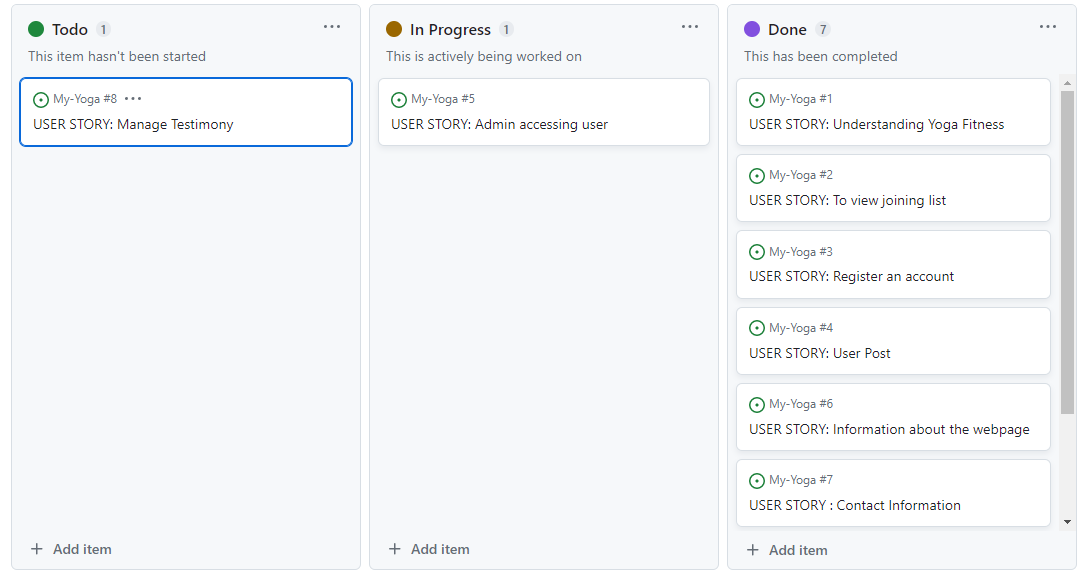 Todo 1
This item hasn't been started
My-Yoga #8
USER STORY: Manage Testimony
+ Add item
In Progress 1
This is actively being worked on
My-Yoga #5
USER STORY: Admin accessing user
+ Add item
Done 7
This has been completed
My-Yoga #1
USER STORY: Understanding Yoga Fitness
My-Yoga #2
USER STORY: To view joining list
My-Yoga #3
USER STORY: Register an account
My-Yoga #4
USER STORY: User Post
My-Yoga #6
USER STORY: Information about the webpage
My-Yoga #7
USER STORY : Contact Information
+ Add item